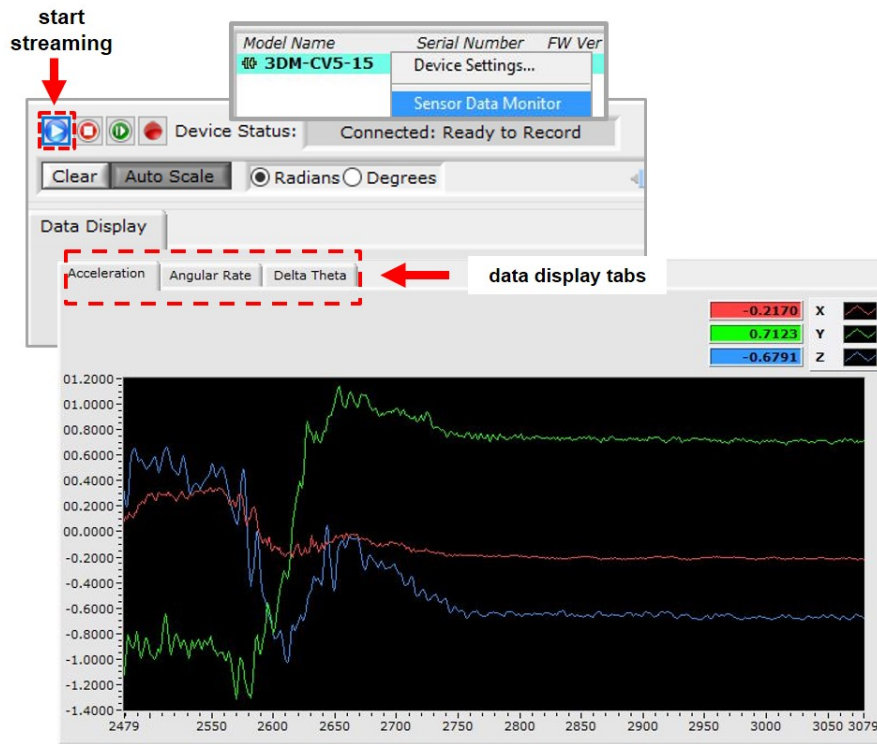 start
streaming
Model Name Serial Number FW Ver
3DM-CV5-15
Device Settings...
Sensor Data Monitor
Device Status: Connected: Ready to Record
Clear Auto Scale Radians Degrees
Data Display
Acceleration Angular Rate Delta Theta
data display tabs
-0.2170 X
0.7123 Y
-0.6791 Z
01.2000
01.0000
00.8000
00.6000
00.4000
00.2000
00.0000
-0.2000
-0.4000
-0.6000
-0.8000
-1.0000
-1.2000
-1.4000
2479 2550 2600 2650 2700 2750 2800 2850 2900 2950 3000 3050 3079